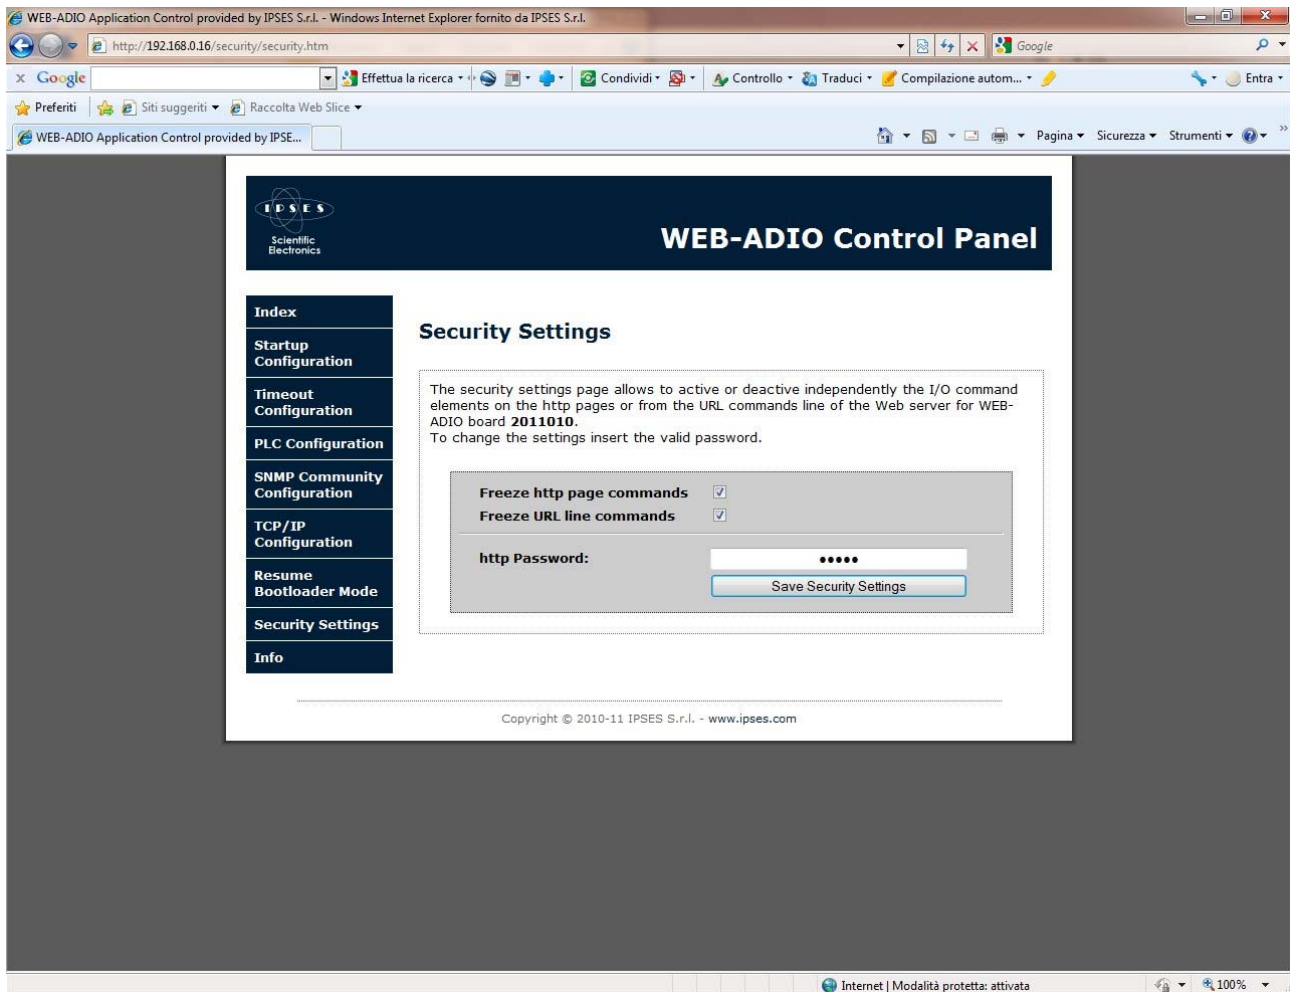 WEB-ADIO Application Control provided by IPSES S.r.l. - Windows Internet Explorer fornito da IPSES S.r.l.
http://192.168.0.16/security/security.htm
Google
x Google
Effettua la ricerca
Condividi
Controllo
Traduci
Compilazione autom...
Entra
Preferiti
Siti suggeriti
Raccolta Web Slice
WEB-ADIO Application Control provided by IPSE...
Pagina
Sicurezza
Strumenti
IPSES
Scientific
Electronics
WEB-ADIO Control Panel
Index
Startup
Configuration
Timeout
Configuration
PLC Configuration
SNMP Community
Configuration
TCP/IP
Configuration
Resume
Bootloader Mode
Security Settings
Info
Security Settings
The security settings page allows to active or deactive independently the I/O command
elements on the http pages or from the URL commands line of the Web server for WEB-
ADIO board 2011010.
To change the settings insert the valid password.
Freeze http page commands
Freeze URL line commands
http Password:
•••••
Save Security Settings
Copyright © 2010-11 IPSES S.r.l. - www.ipses.com
Internet | Modalità protetta: attivata
100%